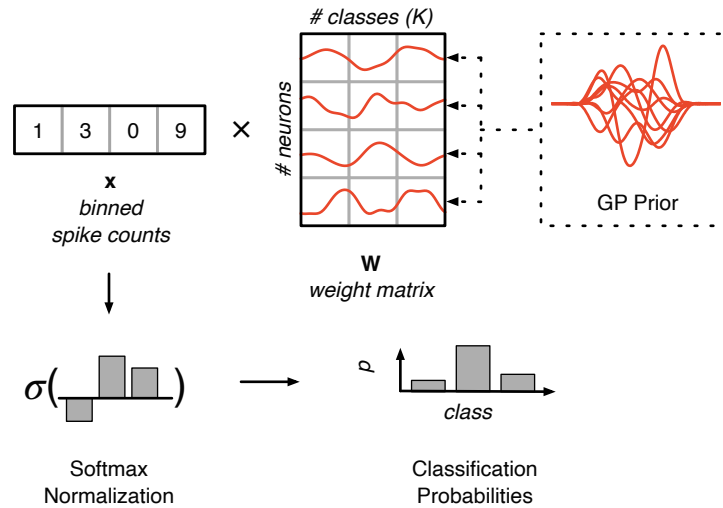 # classes (K)
# neurons
1 3 0 9
×
x
binned
spike counts
W
weight matrix
GP Prior
σ( )
p
class
Softmax
Normalization
Classification
Probabilities